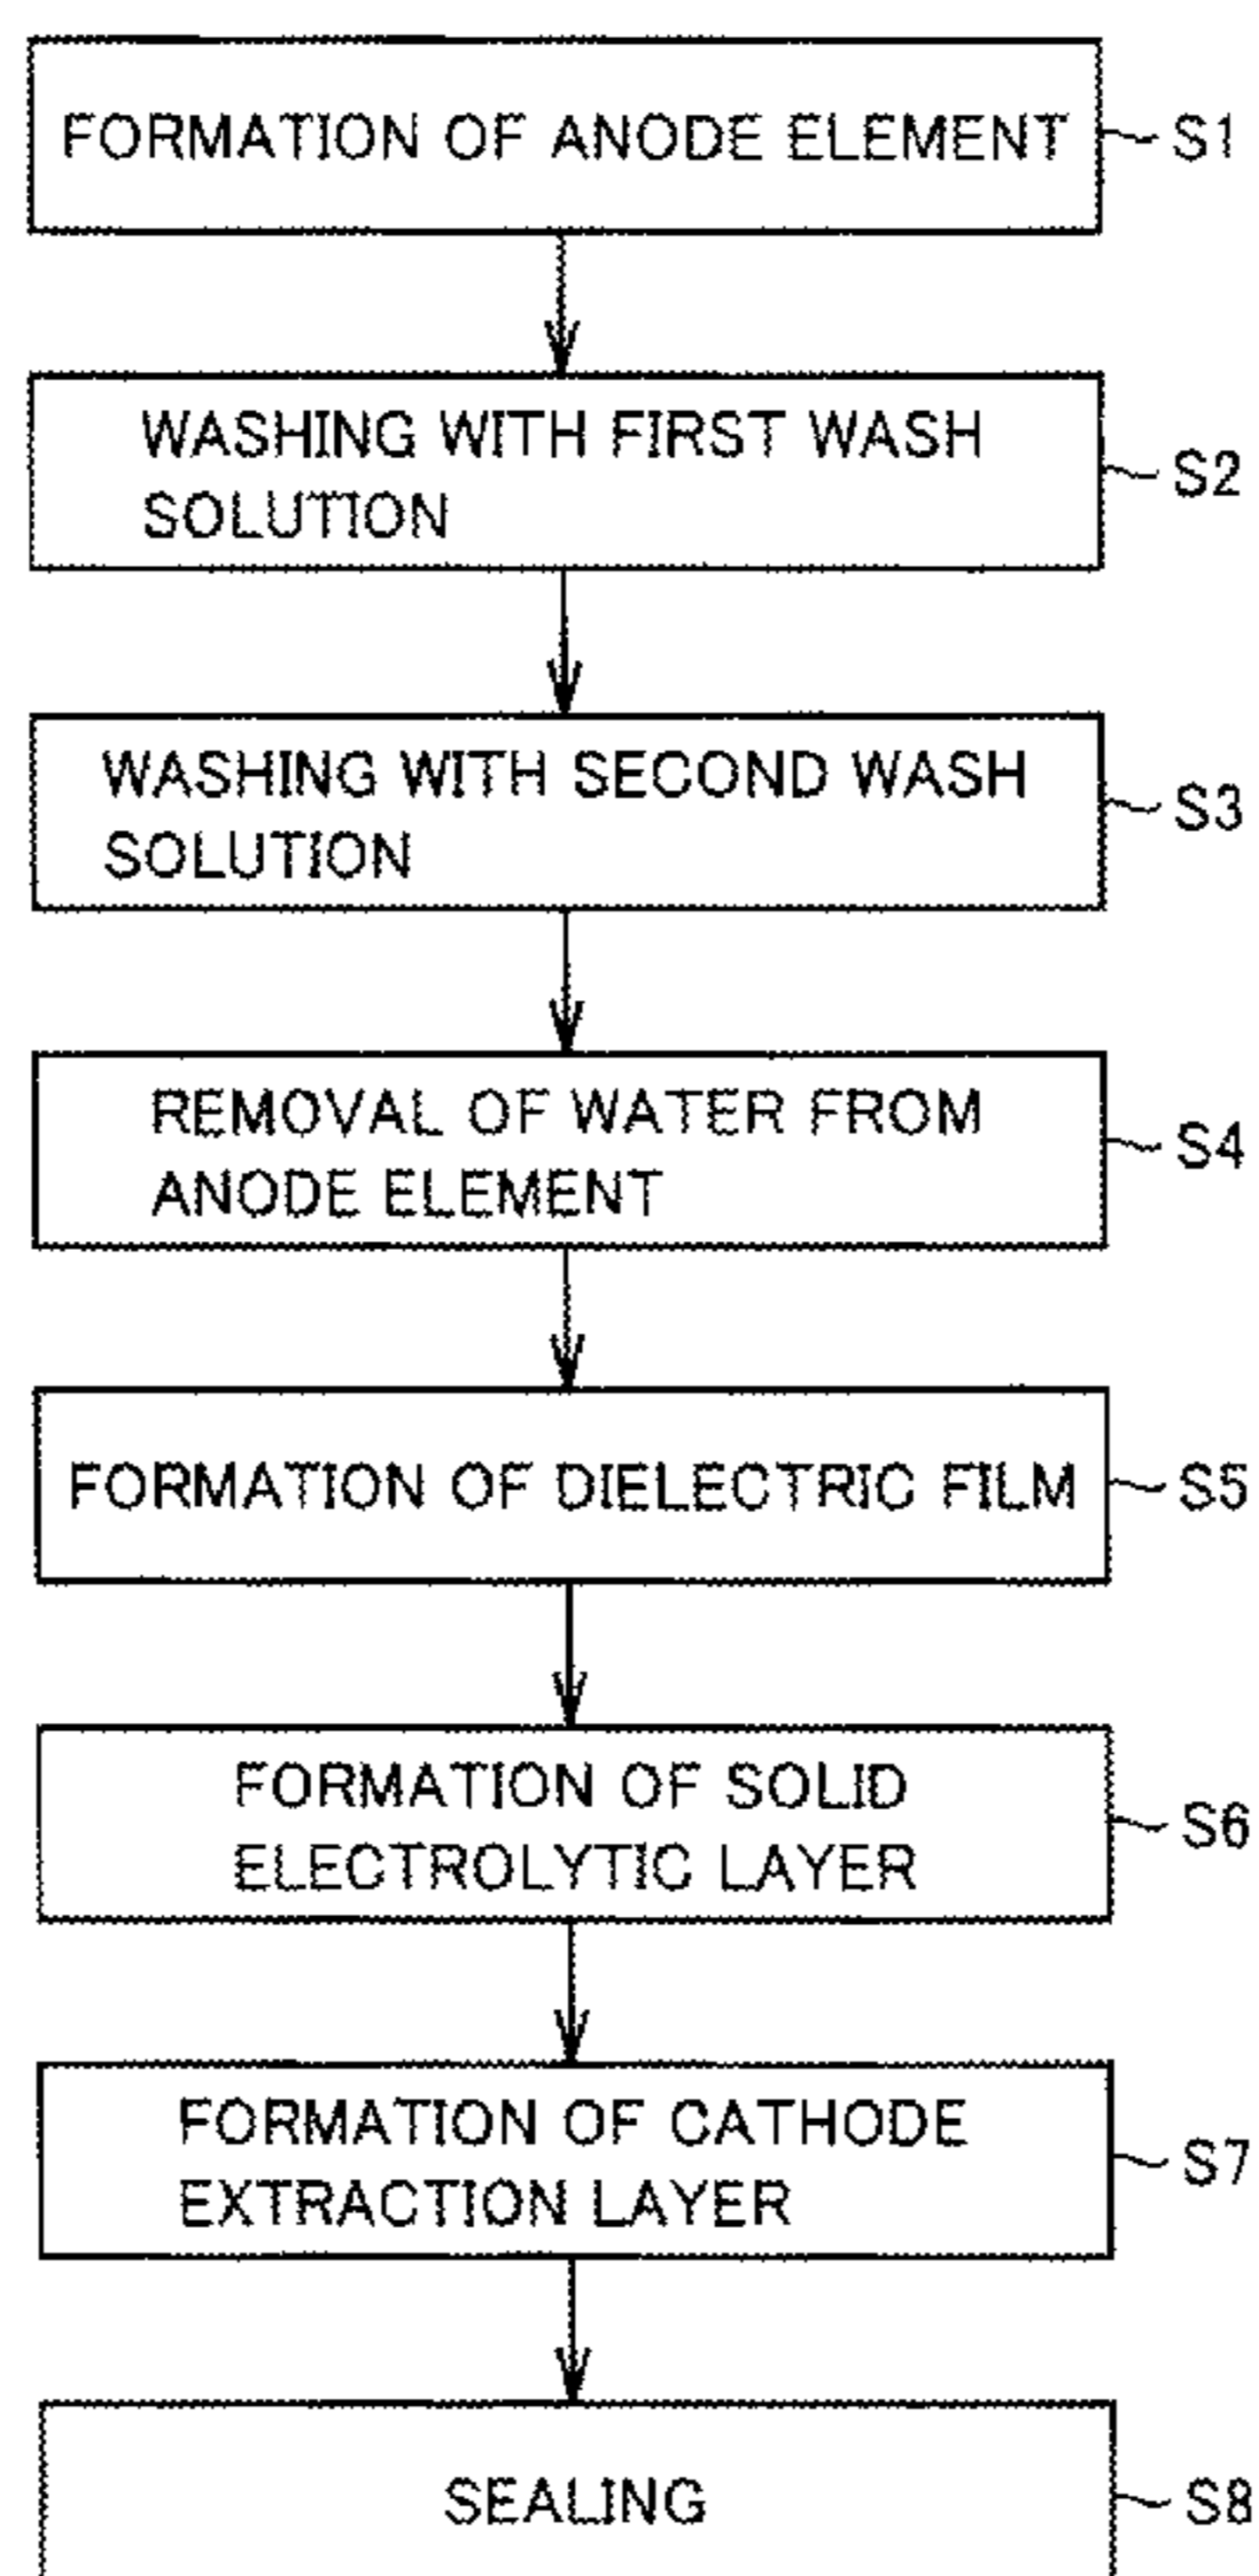 FORMATION OF ANODE ELEMENT
S1
WASHING WITH FIRST WASH
SOLUTION
S2
WASHING WITH SECOND WASH
SOLUTION
S3
REMOVAL OF WATER FROM
ANODE ELEMENT
S4
FORMATION OF DIELECTRIC FILM
S5
FORMATION OF SOLID
ELECTROLYTIC LAYER
S6
FORMATION OF CATHODE
EXTRACTION LAYER
S7
SEALING
S8